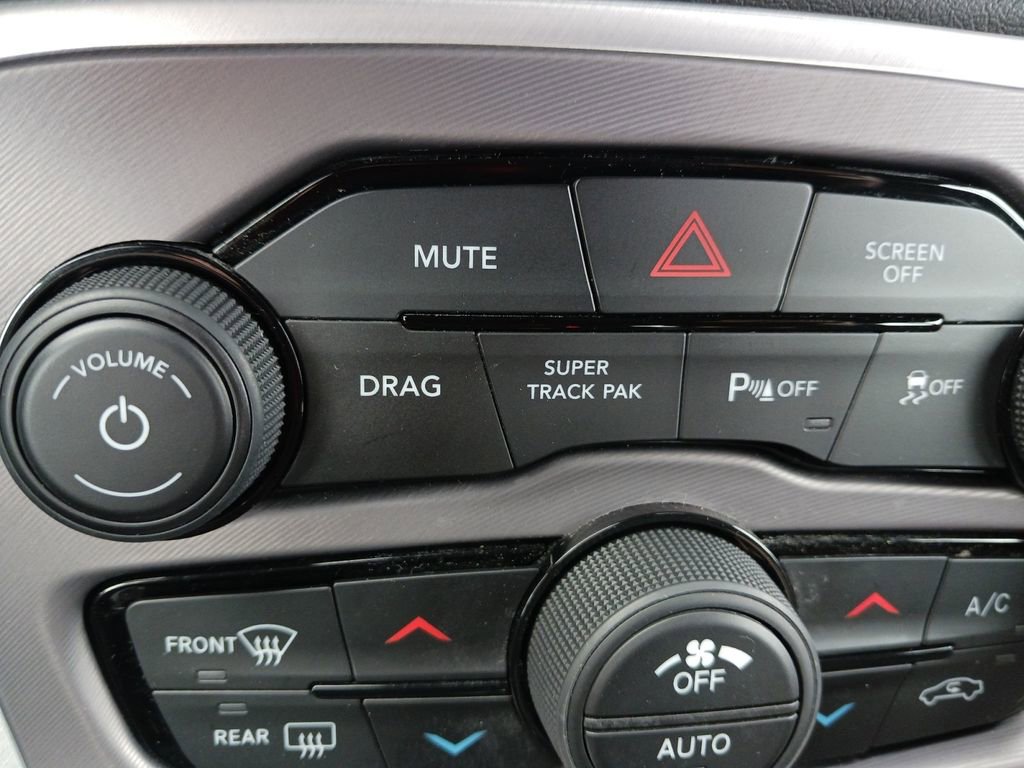 MUTE
SCREEN
OFF
VOLUME
DRAG
SUPER
TRACK PAK
P OFF
OFF
FRONT
A/C
OFF
REAR
AUTO